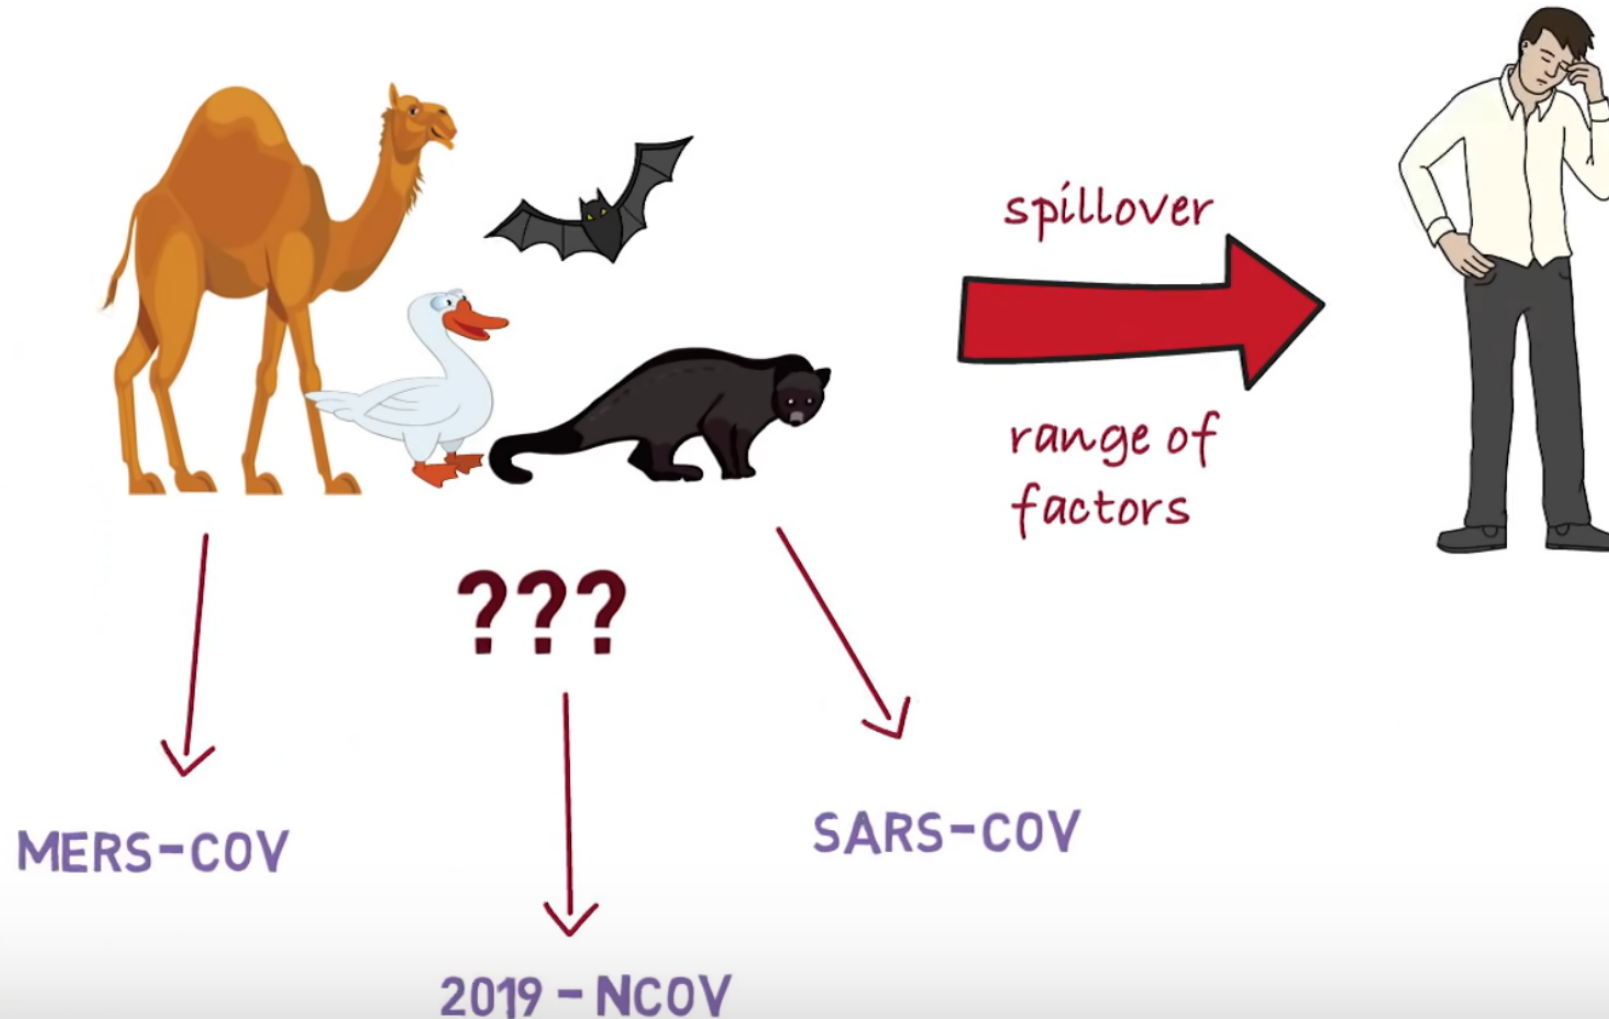 spillover
range of
factors
???
MERS-COV
SARS-COV
2019-NCOV